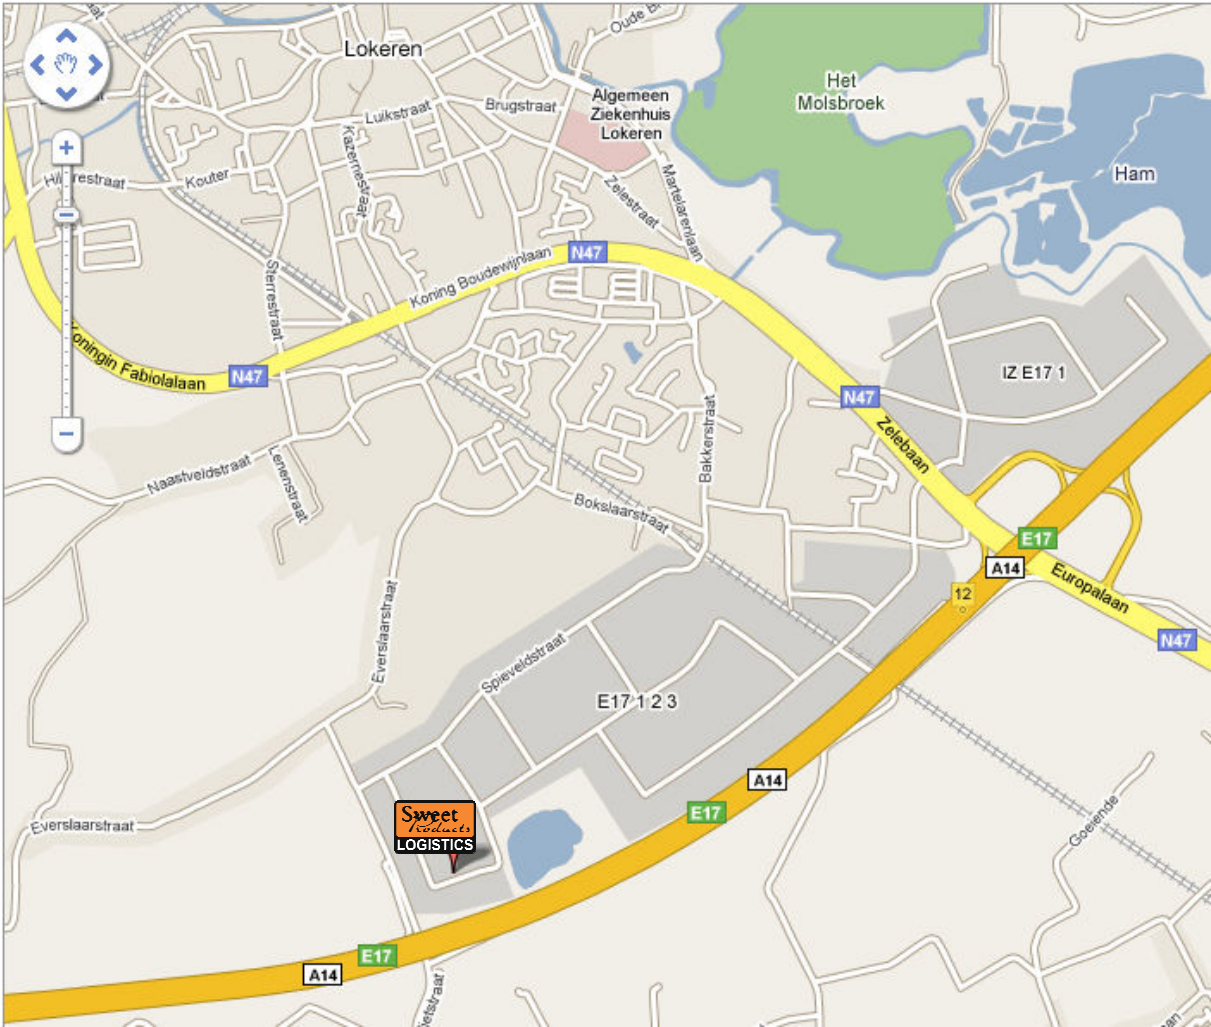 Oude
Lokeren
Het
Molsbroek
Algemeen
Ziekenhuis
Lokeren
Brugstraat
Luikstraat
Kazernestraat
Kouter
Ham
Zelestraat
Martelarenlaan
N47
Koning Boudewijnlaan
Sterrestraat
Koningin Fabiolalaan
N47
IZ E17 1
N47
Zelebaan
Bakkerstraat
Naastveldstraat
Lenenstraat
Bokslaarstraat
E17
A14
Europalaan
12
N47
Everslaarstraat
Spieveldstraat
E17 1 2 3
A14
E17
Sweet
Products
LOGISTICS
Everslaarstraat
Goeiende
E17
A14